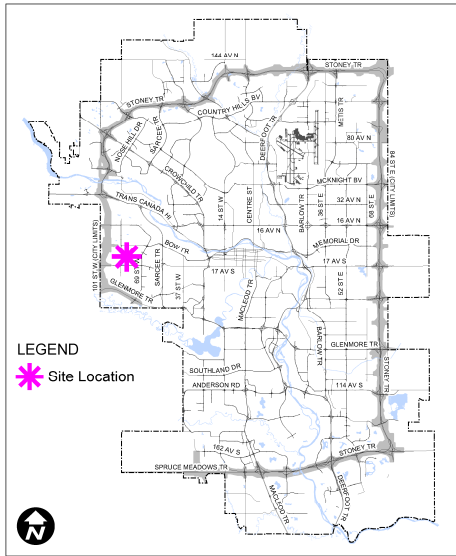 144 AV N
STONEY TR
STONEY TR
COUNTRY HILLS BV
METIS TR
DEERFOOT TR
SARCEE TR
NOSE HILL DR
80 AV N
84 ST E (CITY LIMITS)
CROWCHILD TR
MCKNIGHT BV
TRANS CANADA HI
14 ST W
CENTRE ST
BARLOW TR
36 ST E
32 AV N
68 ST E
16 AV N
16 AV N
101 ST W (CITY LIMITS)
BOW TR
MEMORIAL DR
69 ST W
SARCEE TR
17 AV S
17 AV S
37 ST W
52 ST E
GLENMORE TR
MACLEOD TR
BARLOW TR
GLENMORE TR
LEGEND
Site Location
SOUTHLAND DR
STONEY TR
ANDERSON RD
114 AV S
162 AV S
STONEY TR
SPRUCE MEADOWS TR
MACLEOD TR
DEERFOOT TR
N